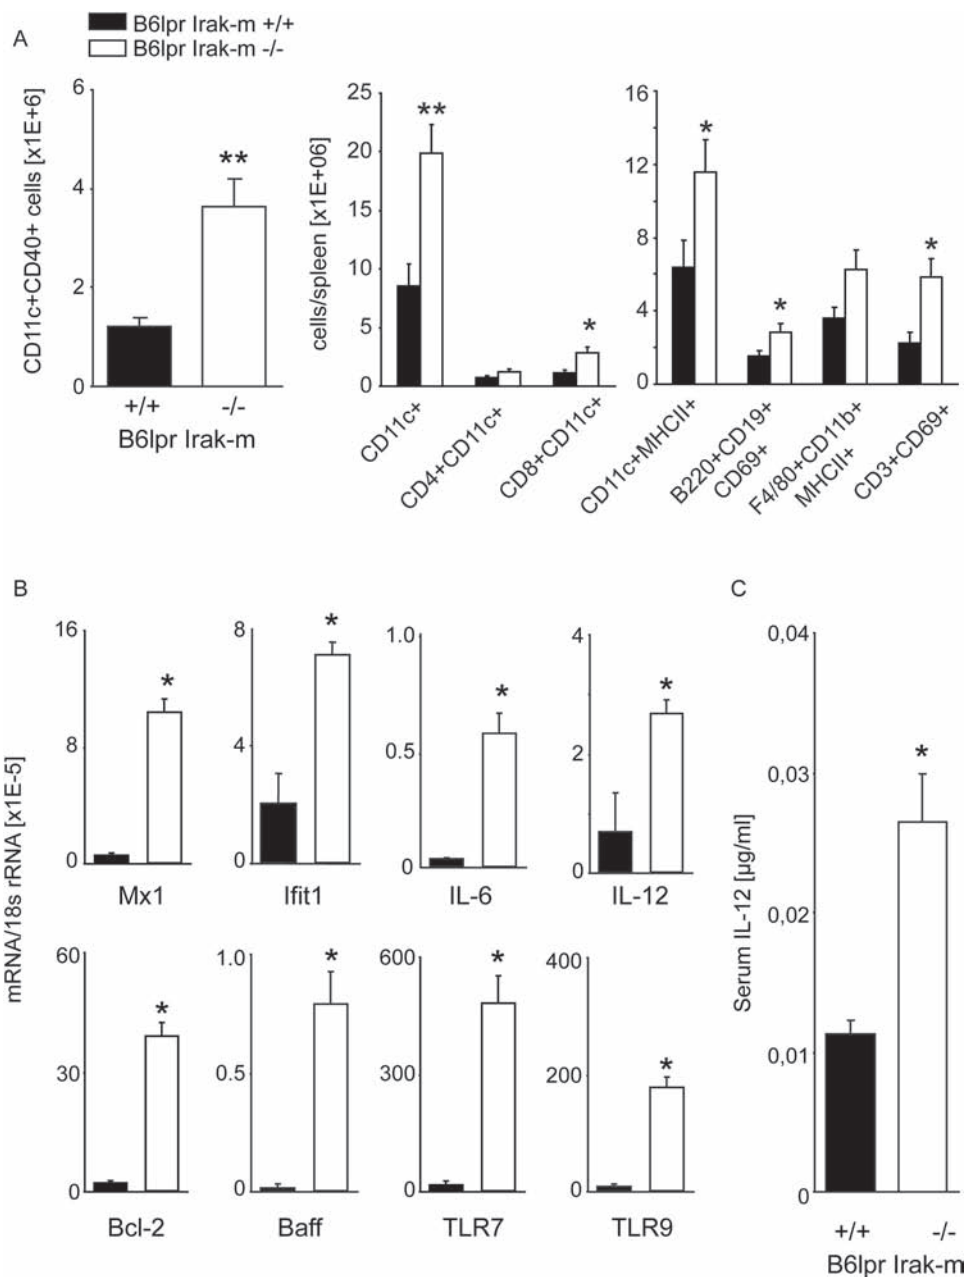 B6lpr Irak-m +/+
B6lpr Irak-m -/-
A
CD11c+CD40+ cells [x1E+6]
6
4
2
0
**
+/+ -/-
B6lpr Irak-m
cells/spleen [x1E+06]
25
20
15
10
5
0
**
*
CD11c+
CD4+CD11c+
CD8+CD11c+
16
12
8
4
0
*
*
*
CD11c+MHCII+
B220+CD19+
CD69+
F4/80+CD11b+
MHCII+
CD3+CD69+
B
mRNA/18s rRNA [x1E-5]
16
8
0
*
Mx1
8
4
0
*
Ifit1
1.0
0.5
0
*
IL-6
4
2
0
*
IL-12
60
30
0
*
Bcl-2
1.0
0.5
0
*
Baff
600
300
0
*
TLR7
400
200
0
*
TLR9
C
Serum IL-12 [µg/ml]
0,04
0,03
0,02
0,01
0
*
+/+ -/-
B6lpr Irak-m